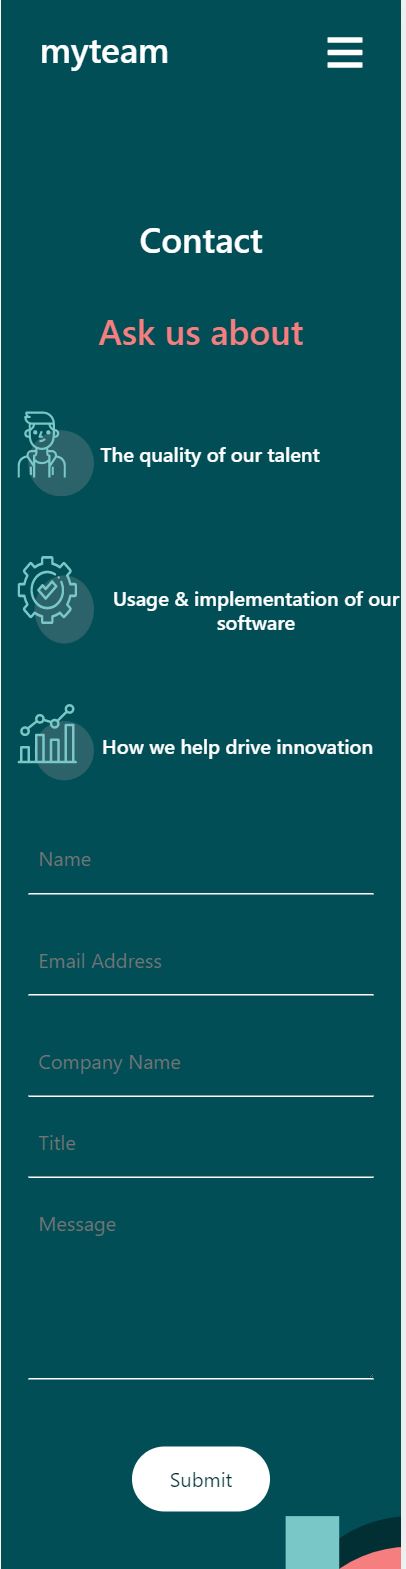 myteam
Contact
Ask us about
The quality of our talent
Usage & implementation of our
software
How we help drive innovation
Name
Email Address
Company Name
Title
Message
Submit